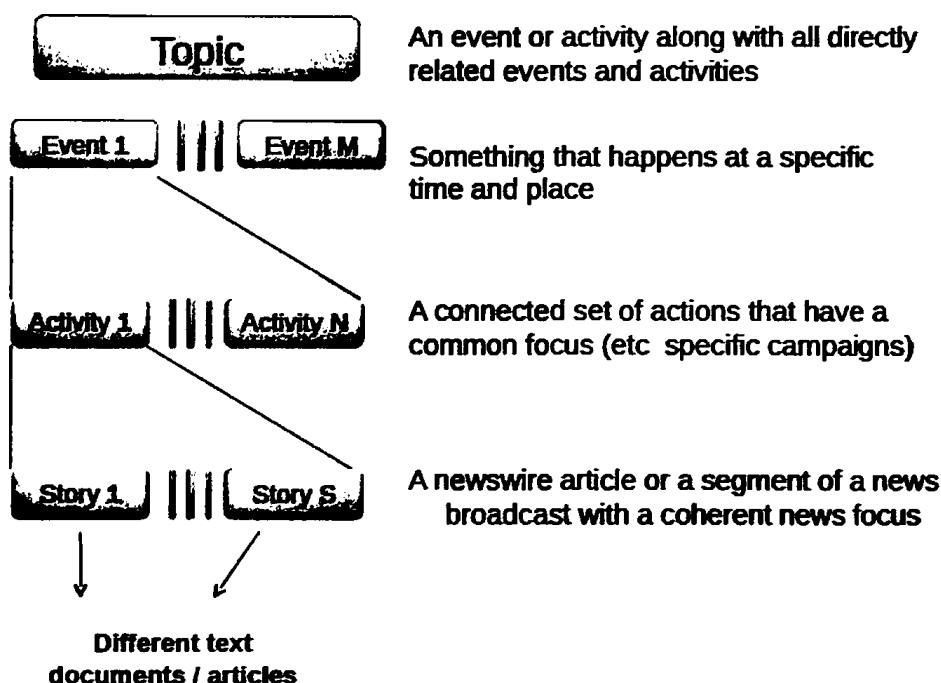 Topic
An event or activity along with all directly
related events and activities
Event 1
Event M
Something that happens at a specific
time and place
Activity 1
Activity N
A connected set of actions that have a
common focus (etc specific campaigns)
Story 1
Story S
A newswire article or a segment of a news
broadcast with a coherent news focus
Different text
documents / articles